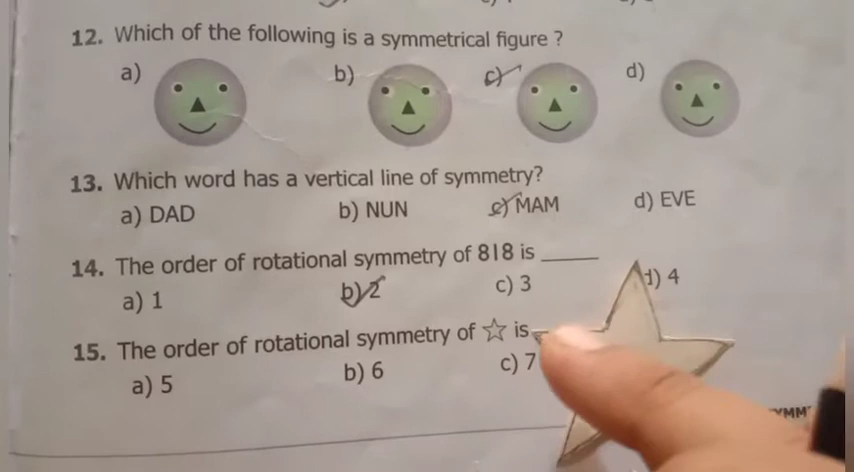 12. Which of the following is a symmetrical figure ?
a) b) c) d)
13. Which word has a vertical line of symmetry?
a) DAD b) NUN c) MAM d) EVE
14. The order of rotational symmetry of 818 is ____
a) 1 b) 2 c) 3 d) 4
15. The order of rotational symmetry of ☆ is
a) 5 b) 6 c) 7